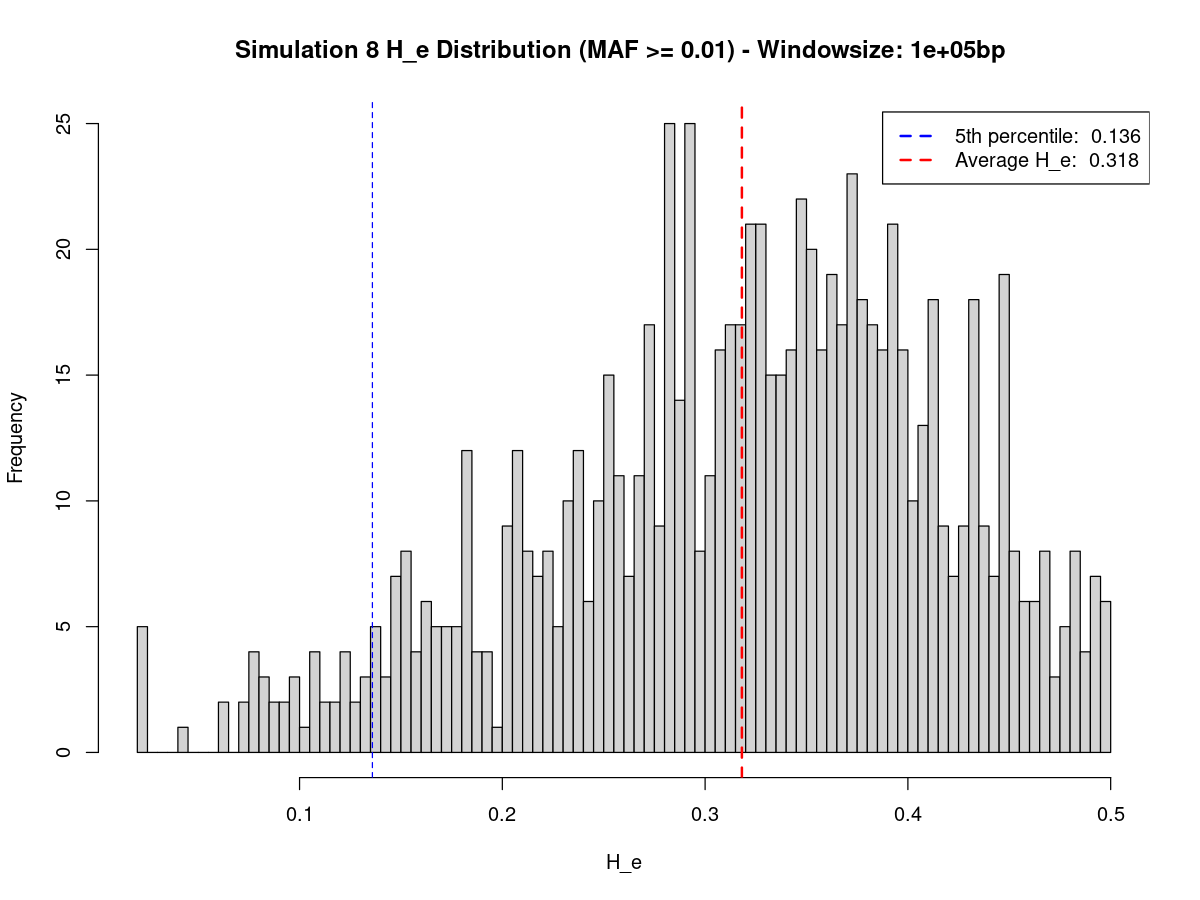 Simulation 8 H_e Distribution (MAF >= 0.01) - Windowsize: 1e+05bp
5th percentile:  0.136
Average H_e:  0.318
25
20
15
10
5
0
Frequency
0.1
0.2
0.3
0.4
0.5
H_e